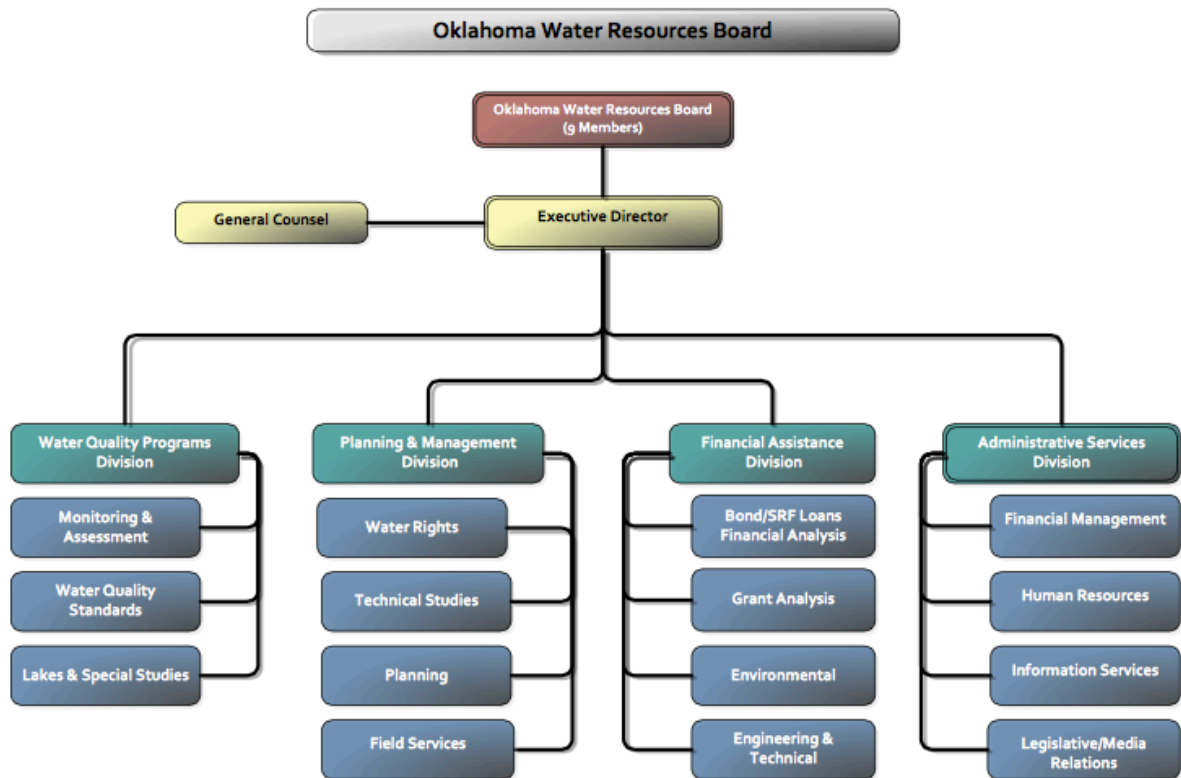 Oklahoma Water Resources Board
Oklahoma Water Resources Board
(9 Members)
General Counsel
Executive Director
Water Quality Programs
Division
Monitoring &
Assessment
Water Quality
Standards
Lakes & Special Studies
Planning & Management
Division
Water Rights
Technical Studies
Planning
Field Services
Financial Assistance
Division
Bond/SRF Loans
Financial Analysis
Grant Analysis
Environmental
Engineering &
Technical
Administrative Services
Division
Financial Management
Human Resources
Information Services
Legislative/Media
Relations